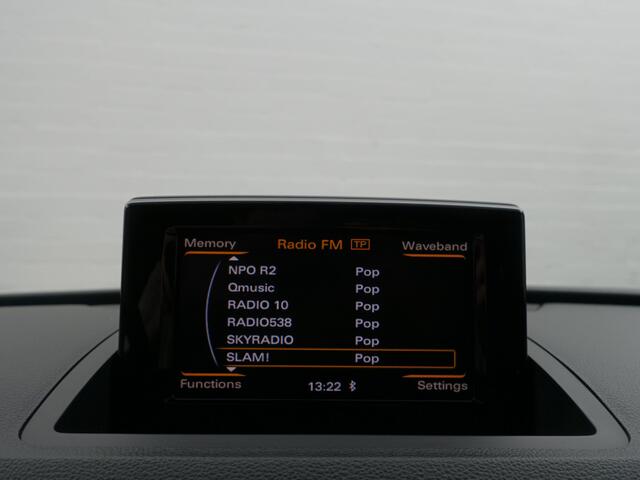 Memory Radio FM TP Waveband
NPO R2 Pop
Qmusic Pop
RADIO 10 Pop
RADIO538 Pop
SKYRADIO Pop
SLAM! Pop
Functions 13:22 Settings